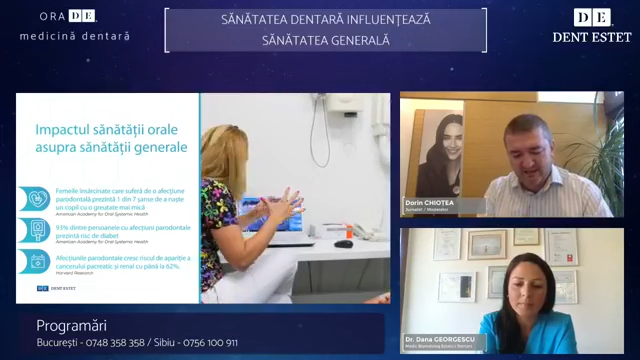 ORA DE
medicină dentară
SĂNĂTATEA DENTARĂ INFLUENŢEAZĂ
SĂNĂTATEA GENERALĂ
DE
DENT ESTET
Impactul sănătății orale
asupra sănătății generale
Femeile însărcinate care suferă de o afecțiune
parodontală prezintă 1 din 7 șanse de a naște
un copil cu o greutate mai mică
American Academy for Oral Systemic Health
93% dintre persoanele cu afecțiuni parodontale
prezintă risc de diabet
American Academy for Oral Systemic Health
Afecțiunile parodontale cresc riscul de apariție a
cancerului pancreatic și renal cu până la 62%.
Harvard Research
DE DENT ESTET
Dorin CHIOTEA
Jurnalist / Moderator
Dr. Dana GEORGESCU
Programări
București - 0748 358 358 / Sibiu - 0756 100 911